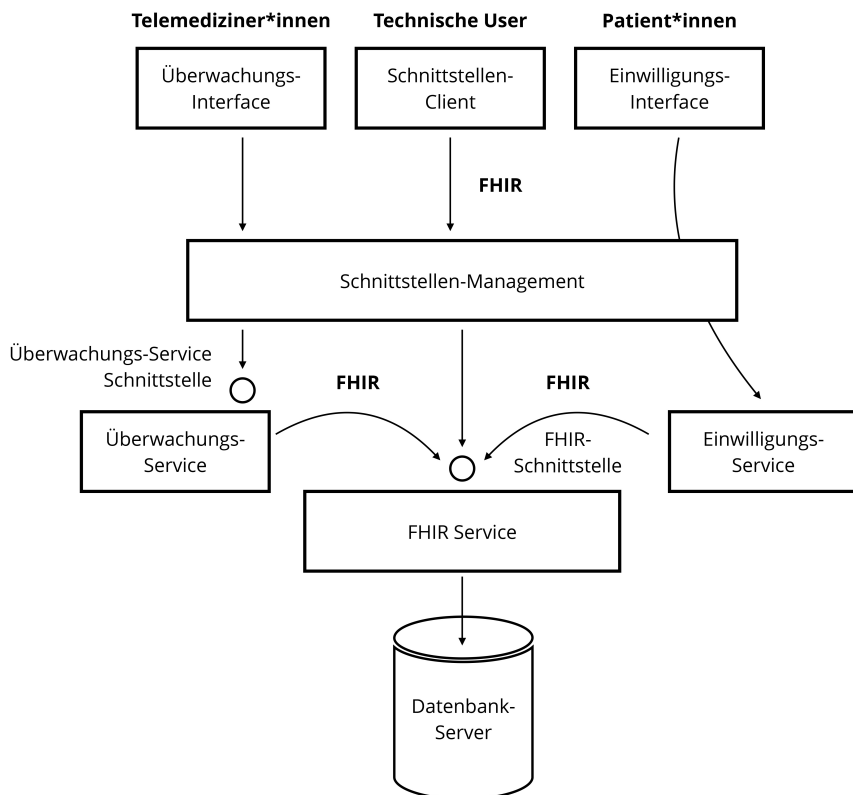 Telemediziner*innen
Technische User
Patient*innen
Überwachungs-
Interface
Schnittstellen-
Client
Einwilligungs-
Interface
FHIR
Schnittstellen-Management
Überwachungs-Service
Schnittstelle
FHIR
FHIR
Überwachungs-
Service
FHIR-
Schnittstelle
Einwilligungs-
Service
FHIR Service
Datenbank-
Server